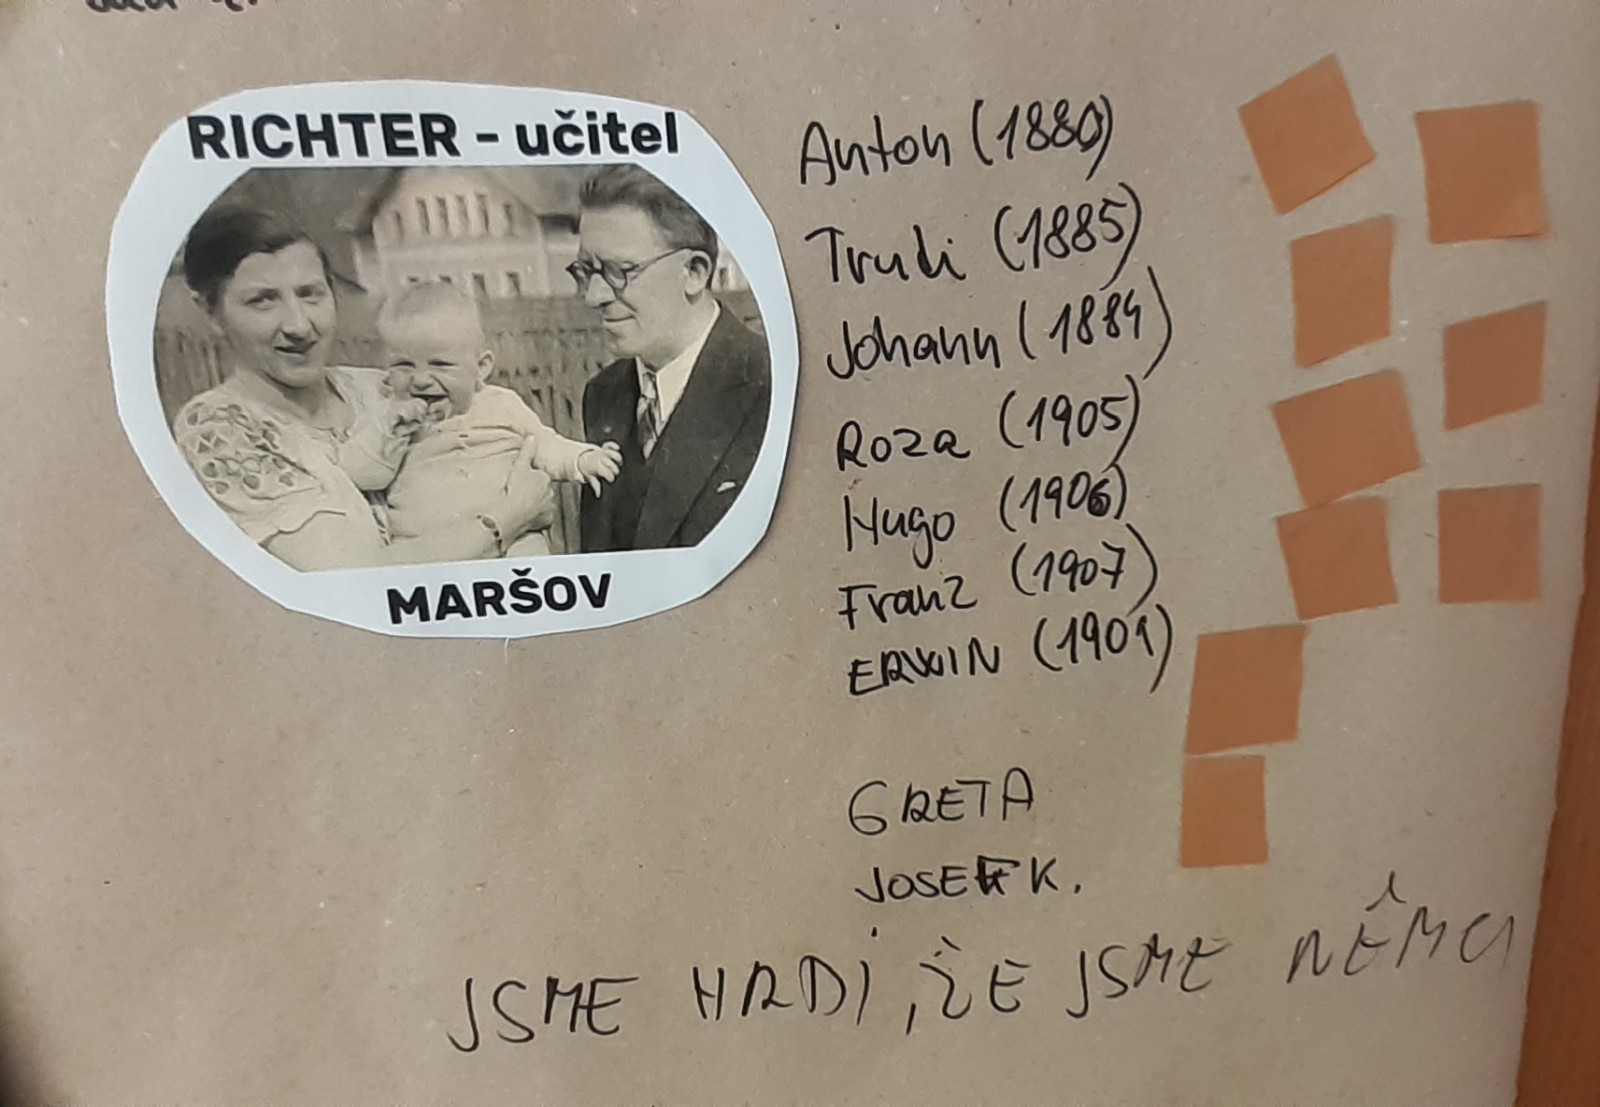 RICHTER - učitel
MARŠOV
Anton (1880)
Trudi (1885)
Johann (1884)
Roza (1905)
Hugo (1906)
Franz (1907)
ERWIN (1901)
GRETA
JOSEF K.
JSME HRDÍ, ŽE JSME NĚMCI